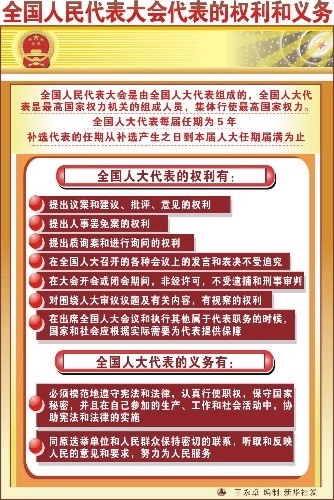 全国人民代表大会代表的权利和义务
全国人民代表大会是由全国人大代表组成的，全国人大代
表是最高国家权力机关的组成人员，集体行使最高国家权力。
全国人大代表每届任期为５年
补选代表的任期从补选产生之日到本届人大任期届满为止
全国人大代表的权利有：
提出议案和建议、批评、意见的权利
提出人事罢免案的权利
提出质询案和进行询问的权利
在全国人大召开的各种会议上的发言和表决不受追究
在大会开会或闭会期间，非经许可，不受逮捕和刑事审判
对围绕人大审议议题及有关内容，有视察的权利
在出席全国人大会议和执行其他属于代表职务的时候，
国家和社会应根据实际需要为代表提供保障
全国人大代表的义务有：
必须模范地遵守宪法和法律，认真行使职权，保守国家
秘密，并且在自己参加的生产、工作和社会活动中，协
助宪法和法律的实施
同原选举单位和人民群众保持密切的联系，听取和反映
人民的意见和要求，努力为人民服务
王永卓 编制 新华社发